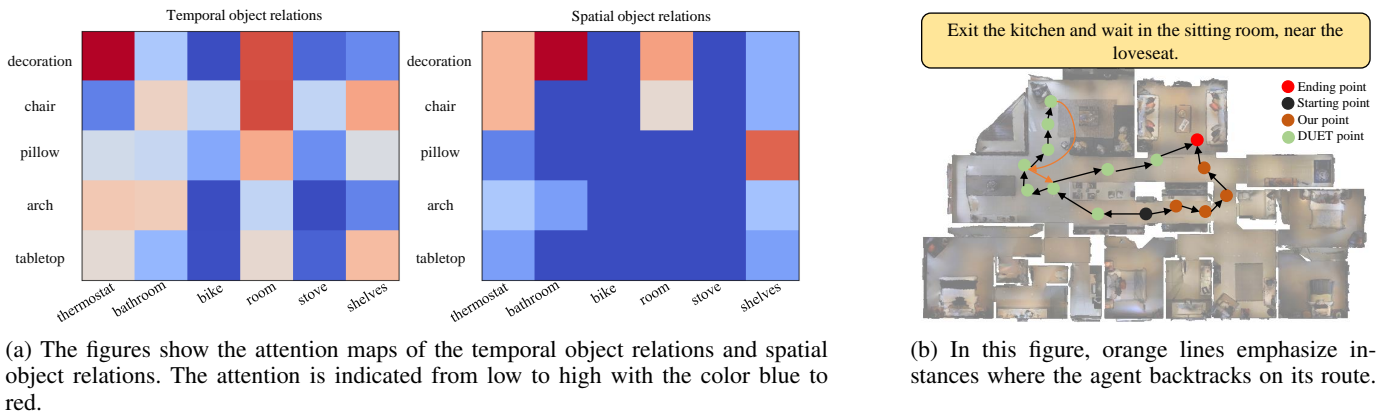 Temporal object relations
decoration
chair
pillow
arch
tabletop
thermostat
bathroom
bike
room
stove
shelves
Spatial object relations
decoration
chair
pillow
arch
tabletop
thermostat
bathroom
bike
room
stove
shelves
(a) The figures show the attention maps of the temporal object relations and spatial
object relations. The attention is indicated from low to high with the color blue to
red.
Exit the kitchen and wait in the sitting room, near the
loveseat.
Ending point
Starting point
Our point
DUET point
(b) In this figure, orange lines emphasize in-
stances where the agent backtracks on its route.